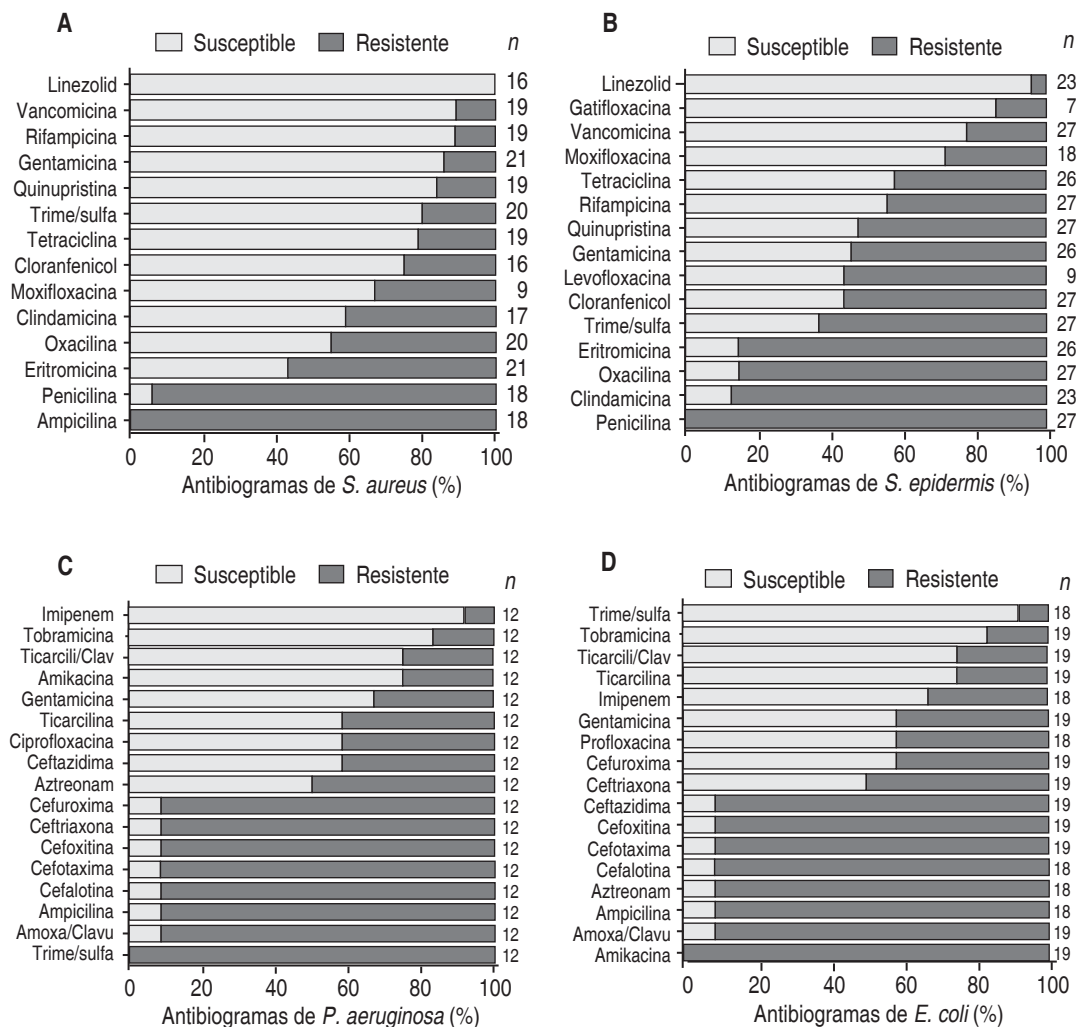 A
Susceptible Resistente n
Linezolid 16
Vancomicina 19
Rifampicina 19
Gentamicina 21
Quinupristina 19
Trime/sulfa 20
Tetraciclina 19
Cloranfenicol 16
Moxifloxacina 9
Clindamicina 17
Oxacilina 20
Eritromicina 21
Penicilina 18
Ampicilina 18
0 20 40 60 80 100
Antibiogramas de S. aureus (%)
B
Susceptible Resistente n
Linezolid 23
Gatifloxacina 7
Vancomicina 27
Moxifloxacina 18
Tetraciclina 26
Rifampicina 27
Quinupristina 27
Gentamicina 26
Levofloxacina 9
Cloranfenicol 27
Trime/sulfa 27
Eritromicina 26
Oxacilina 27
Clindamicina 23
Penicilina 27
0 20 40 60 80 100
Antibiogramas de S. epidermis (%)
C
Susceptible Resistente n
Imipenem 12
Tobramicina 12
Ticarcili/Clav 12
Amikacina 12
Gentamicina 12
Ticarcilina 12
Ciprofloxacina 12
Ceftazidima 12
Aztreonam 12
Cefuroxima 12
Ceftriaxona 12
Cefoxitina 12
Cefotaxima 12
Cefalotina 12
Ampicilina 12
Amoxa/Clavu 12
Trime/sulfa 12
0 20 40 60 80 100
Antibiogramas de P. aeruginosa (%)
D
Susceptible Resistente n
Trime/sulfa 18
Tobramicina 19
Ticarcili/Clav 19
Ticarcilina 19
Imipenem 18
Gentamicina 19
Profloxacina 18
Cefuroxima 19
Ceftriaxona 19
Ceftazidima 19
Cefoxitina 19
Cefotaxima 19
Cefalotina 18
Aztreonam 18
Ampicilina 18
Amoxa/Clavu 19
Amikacina 19
0 20 40 60 80 100
Antibiogramas de E. coli (%)